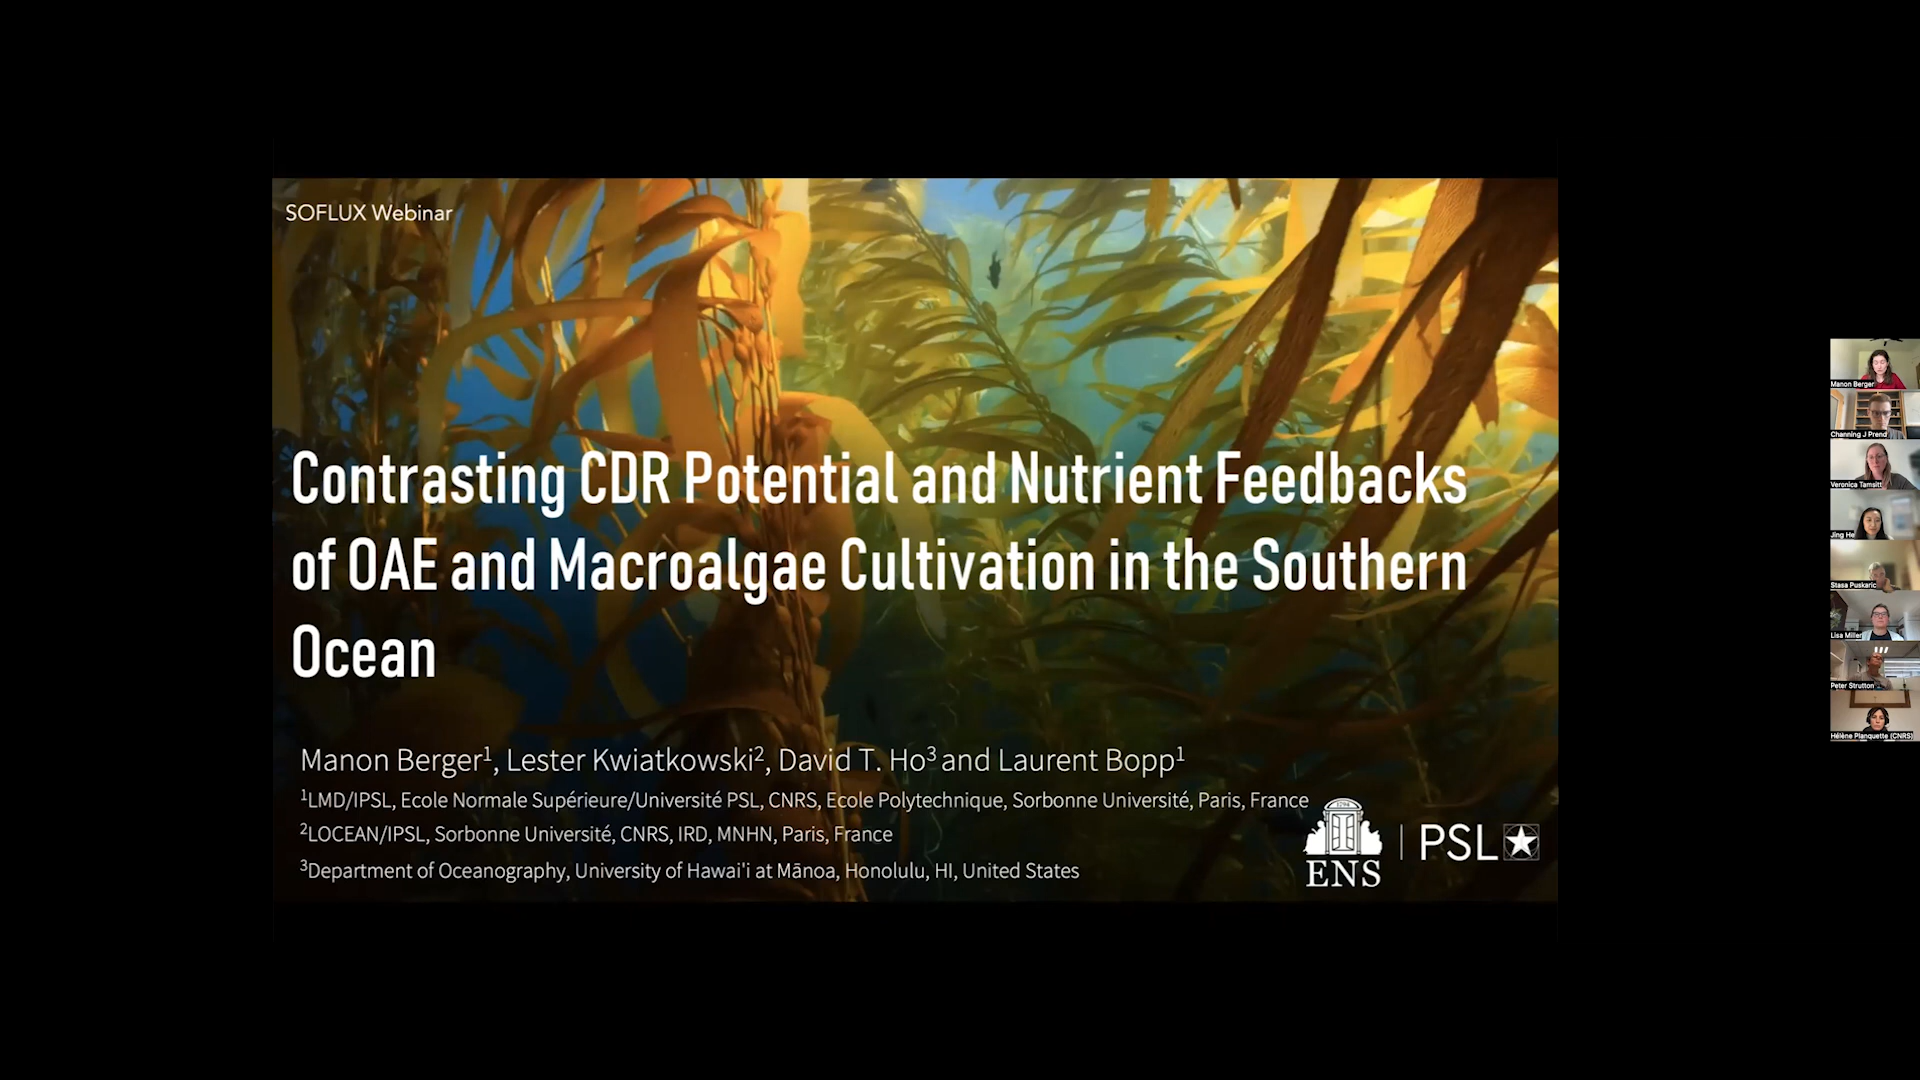 SOFLUX Webinar
Contrasting CDR Potential and Nutrient Feedbacks
of OAE and Macroalgae Cultivation in the Southern
Ocean
Manon Berger¹, Lester Kwiatkowski², David T. Ho³ and Laurent Bopp¹
¹LMD/IPSL, Ecole Normale Supérieure/Université PSL, CNRS, Ecole Polytechnique, Sorbonne Université, Paris, France
²LOCEAN/IPSL, Sorbonne Université, CNRS, IRD, MNHN, Paris, France
³Department of Oceanography, University of Hawai'i at Mānoa, Honolulu, HI, United States
ENS
PSL
Manon Berger
Channing J Prend
Veronica Tamsitt
Jing He
Stasa Puskaric
Lisa Miller
Peter Strutton
Hélène Planquette (CNRS)